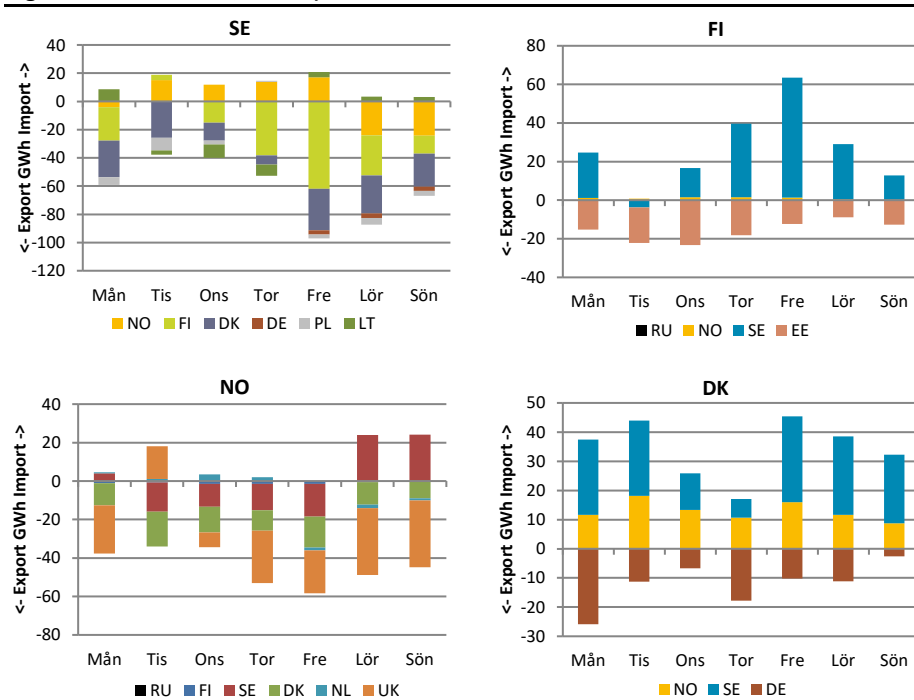 SE
<- Export GWh Import ->
40
20
0
-20
-40
-60
-80
-100
-120
Mån Tis Ons Tor Fre Lör Sön
NO FI DK DE PL LT
FI
<- Export GWh Import ->
80
60
40
20
0
-20
-40
Mån Tis Ons Tor Fre Lör Sön
RU NO SE EE
NO
<- Export GWh Import ->
40
20
0
-20
-40
-60
-80
Mån Tis Ons Tor Fre Lör Sön
RU FI SE DK NL UK
DK
<- Export GWh Import ->
50
40
30
20
10
0
-10
-20
-30
Mån Tis Ons Tor Fre Lör Sön
NO SE DE